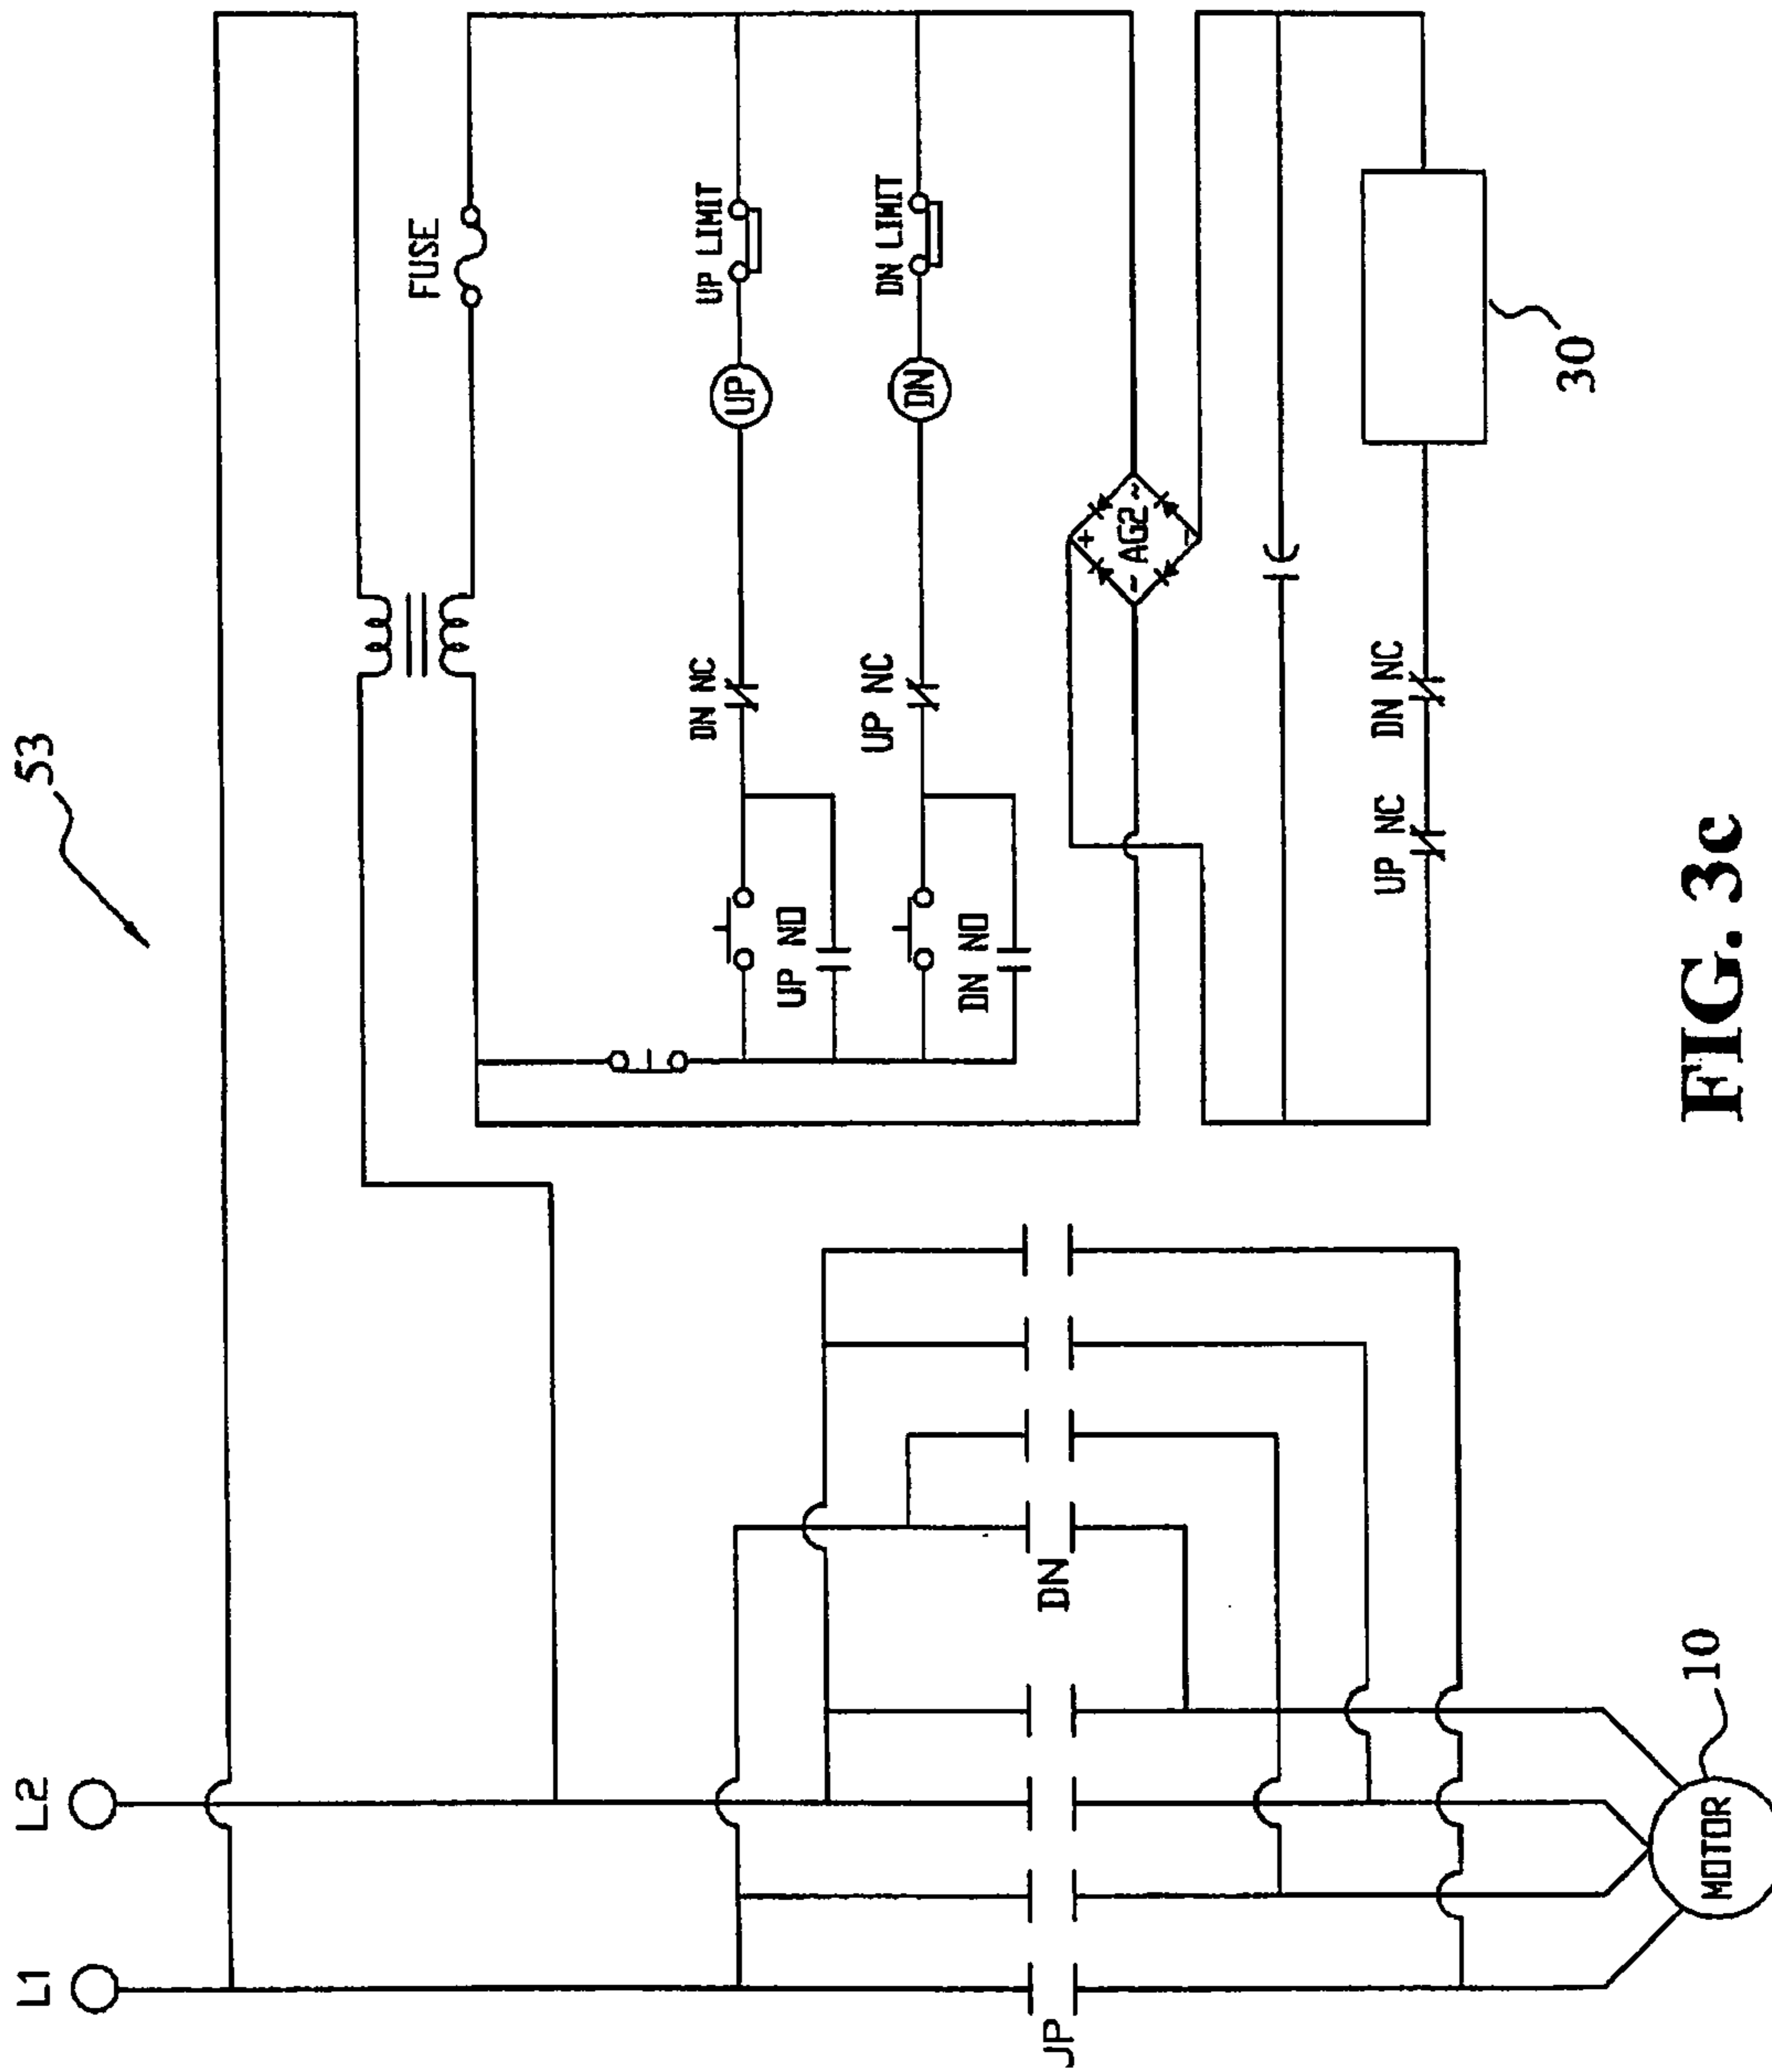 53
L1
L2
FUSE
UP LIMIT
UP
DN NC
UP NO
DN LIMIT
DN
UP NC
DN NO
+
~ AG2 ~
-
JP
DN
UP NC
DN NC
30
MOTOR
10
FIG. 3c